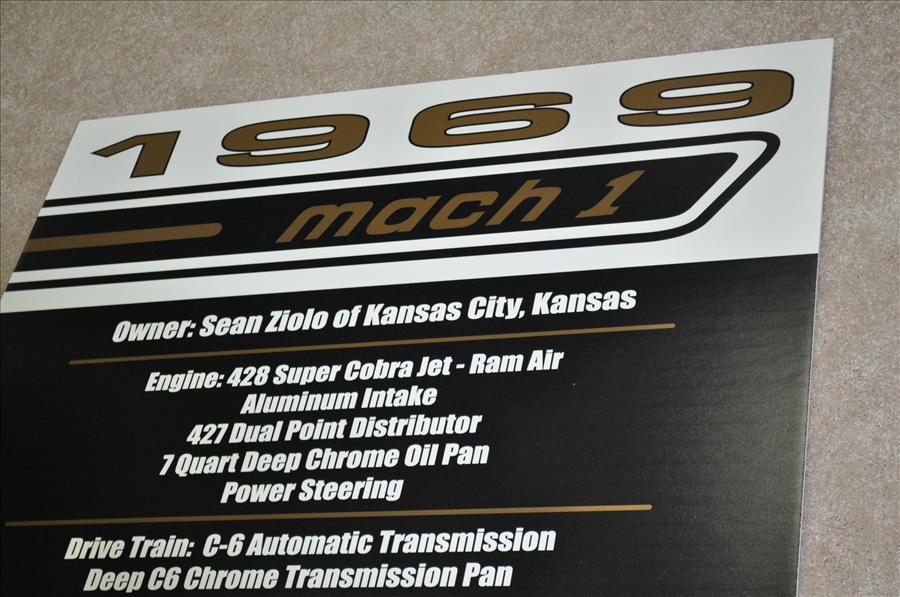 1969
mach 1
Owner: Sean Ziolo of Kansas City, Kansas
Engine: 428 Super Cobra Jet - Ram Air
Aluminum Intake
427 Dual Point Distributor
7 Quart Deep Chrome Oil Pan
Power Steering
Drive Train: C-6 Automatic Transmission
Deep C6 Chrome Transmission Pan